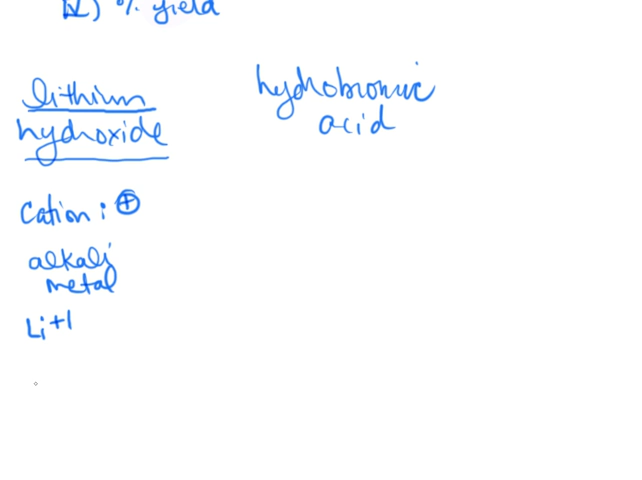 IV) % yield
lithium
hydroxide
hydrobromic
acid
Cation: ⊕
alkali
metal
Li+1